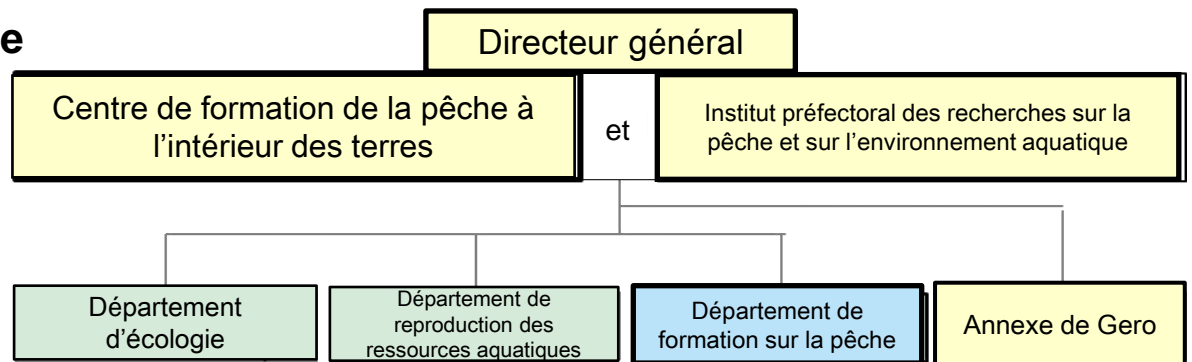 e
Directeur général
Centre de formation de la pêche à
l’intérieur des terres
et
Institut préfectoral des recherches sur la
pêche et sur l’environnement aquatique
Département
d’écologie
Département de
reproduction des
ressources aquatiques
Département de
formation sur la pêche
Annexe de Gero